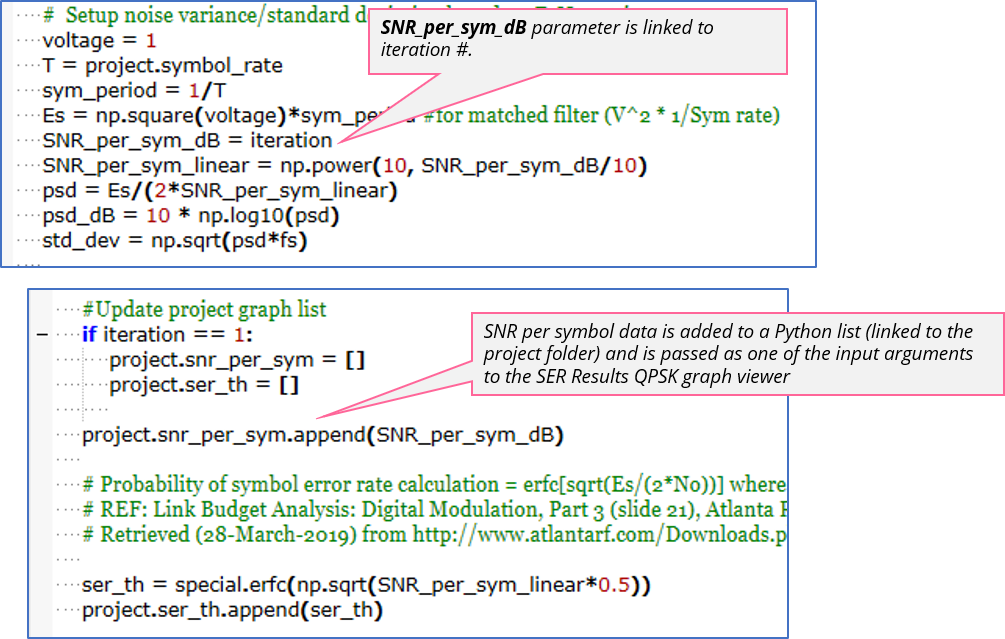 # Setup noise variance/standard d
SNR_per_sym_dB parameter is linked to
iteration #.
voltage = 1
T = project.symbol_rate
sym_period = 1/T
Es = np.square(voltage)*sym_pe #for matched filter (V^2 * 1/Sym rate)
SNR_per_sym_dB = iteration
SNR_per_sym_linear = np.power(10, SNR_per_sym_dB/10)
psd = Es/(2*SNR_per_sym_linear)
psd_dB = 10 * np.log10(psd)
std_dev = np.sqrt(psd*fs)
#Update project graph list
if iteration == 1:
project.snr_per_sym = []
project.ser_th = []
SNR per symbol data is added to a Python list (linked to the
project folder) and is passed as one of the input arguments
to the SER Results QPSK graph viewer
project.snr_per_sym.append(SNR_per_sym_dB)
# Probability of symbol error rate calculation = erfc[sqrt(Es/(2*No))] where
# REF: Link Budget Analysis: Digital Modulation, Part 3 (slide 21), Atlanta
# Retrieved (28-March-2019) from http://www.atlantarf.com/Downloads.p
ser_th = special.erfc(np.sqrt(SNR_per_sym_linear*0.5))
project.ser_th.append(ser_th)